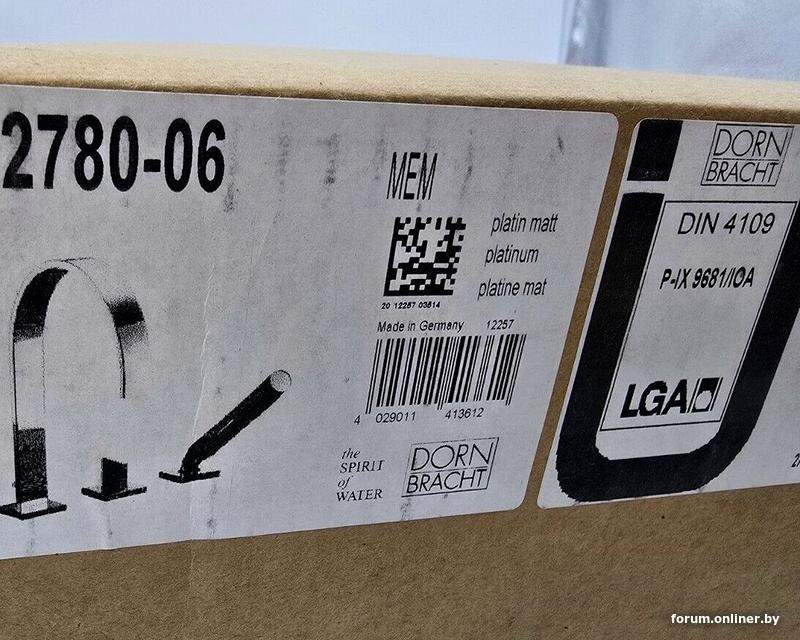 2780-06
MEM
platin matt
platinum
platine mat
20 12257 03514
Made in Germany 12257
4 029011 413612
the
SPIRIT
of
WATER
DORN
BRACHT
DORN
BRACHT
DIN 4109
P-IX 9681/IOA
LGA
forum.onliner.by